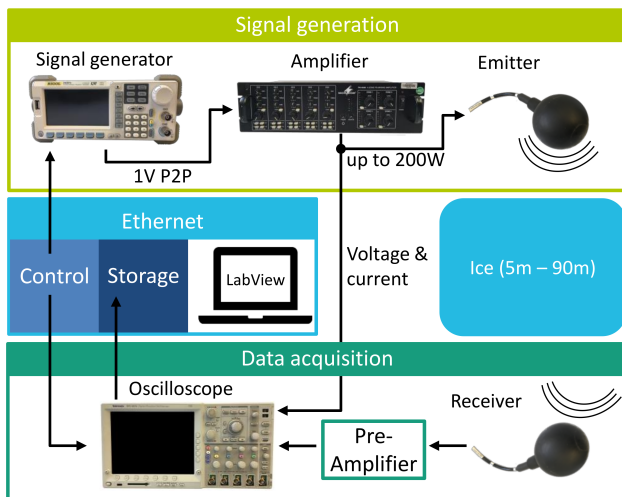 Signal generation
Signal generator
Amplifier
Emitter
1V P2P
up to 200W
Ethernet
Control
Storage
LabView
Voltage &
current
Ice (5m – 90m)
Data acquisition
Oscilloscope
Receiver
Pre-
Amplifier